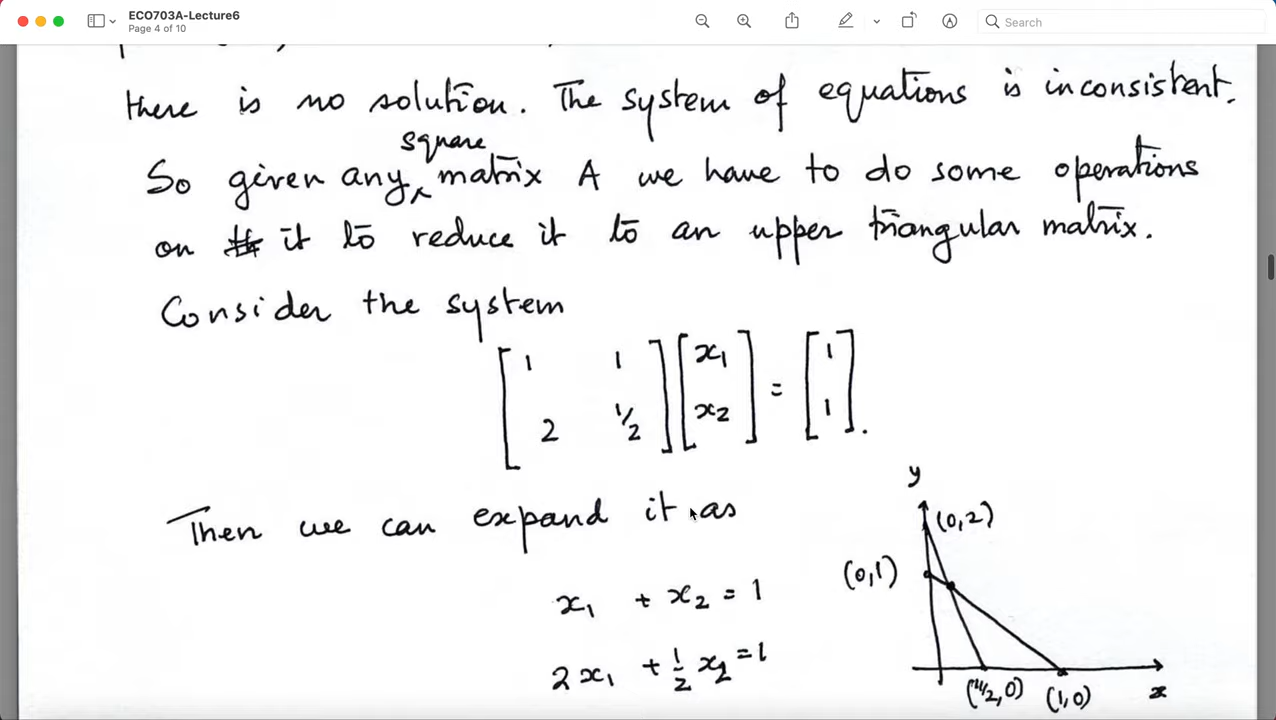 ECO703A-Lecture6
Page 4 of 10
Search
there is no solution. The system of equations is inconsistent.
square
So given any ^ matrix A we have to do some operations
on it to reduce it to an upper triangular matrix.
Consider the system
[1 1] [x₁] = [1]
[2 1/2] [x₂] [1].
Then we can expand it as
x₁ + x₂ = 1
2x₁ + 1/2 x₂ = 1
y
(0,2)
(0,1)
(1/2,0) (1,0) x